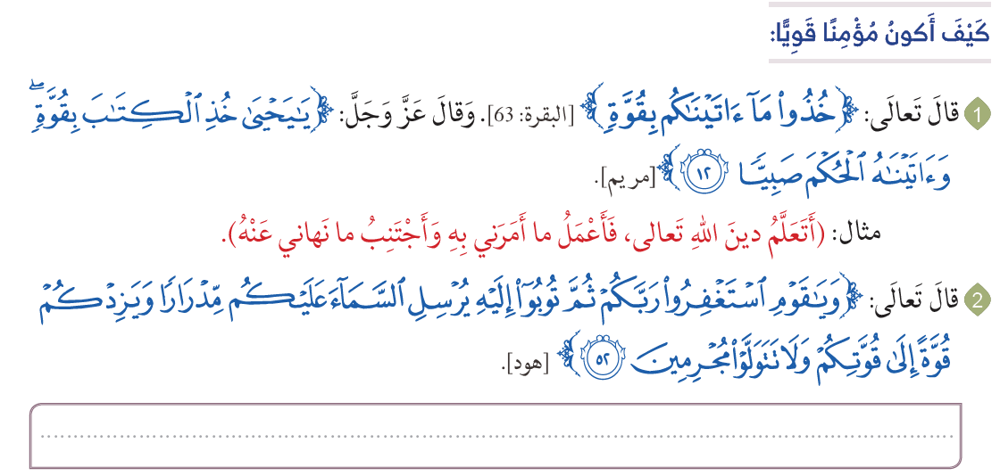 كَيْفَ أَكونُ مُؤْمِنًا قَوِيًّا:
1 قالَ تَعالَى: ﴿خُذُوا۟ مَآ ءَاتَيْنَـٰكُم بِقُوَّةٍ﴾ [البقرة: 63]. وَقالَ عَزَّ وَجَلَّ: ﴿يَـٰيَحْيَىٰ خُذِ ٱلْكِتَـٰبَ بِقُوَّةٍۖ
وَءَاتَيْنَـٰهُ ٱلْحُكْمَ صَبِيًّا ١٢﴾ [مريم].
مثال: (أَتَعَلَّمُ دينَ اللهِ تَعالى، فَأَعْمَلُ ما أَمَرَني بِهِ وَأَجْتَنِبُ ما نَهاني عَنْهُ).
2 قالَ تَعالَى: ﴿وَيَـٰقَوْمِ ٱسْتَغْفِرُوا۟ رَبَّكُمْ ثُمَّ تُوبُوٓا۟ إِلَيْهِ يُرْسِلِ ٱلسَّمَآءَ عَلَيْكُم مِّدْرَارًا وَيَزِدْكُمْ
قُوَّةً إِلَىٰ قُوَّتِكُمْ وَلَا تَتَوَلَّوْا۟ مُجْرِمِينَ ٥٢﴾ [هود].